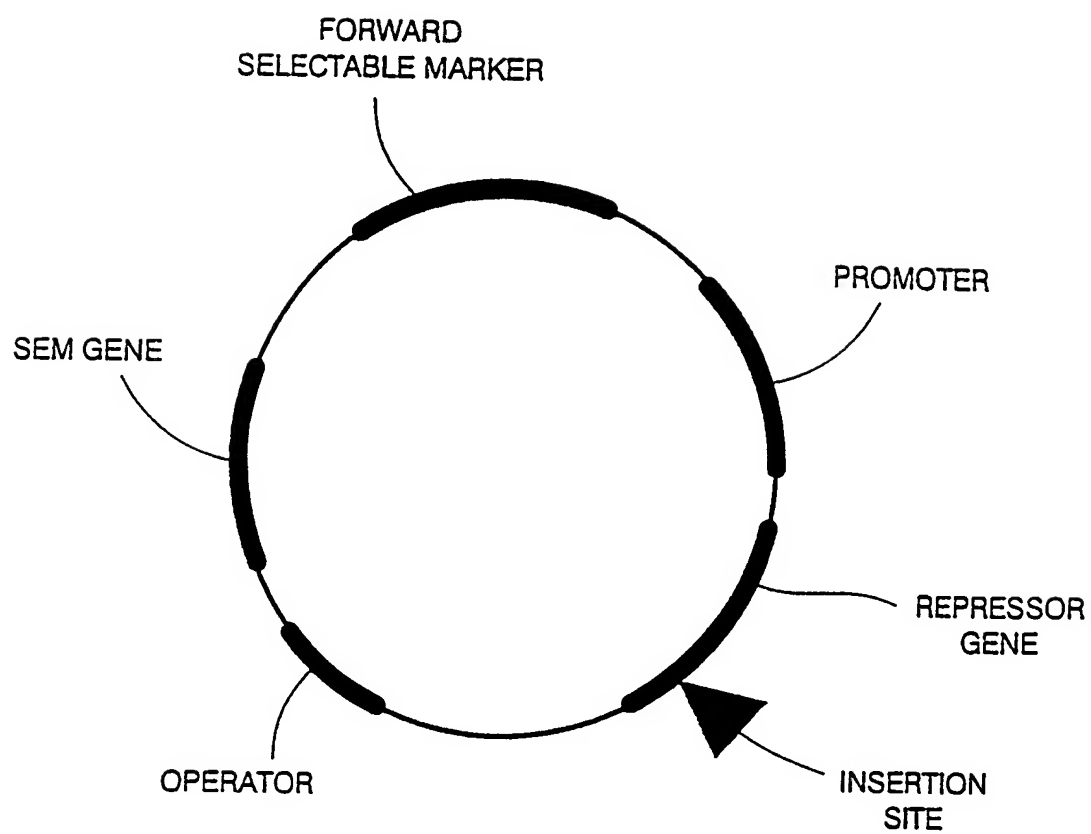 FORWARD
SELECTABLE MARKER
PROMOTER
SEM GENE
REPRESSOR
GENE
OPERATOR
INSERTION
SITE